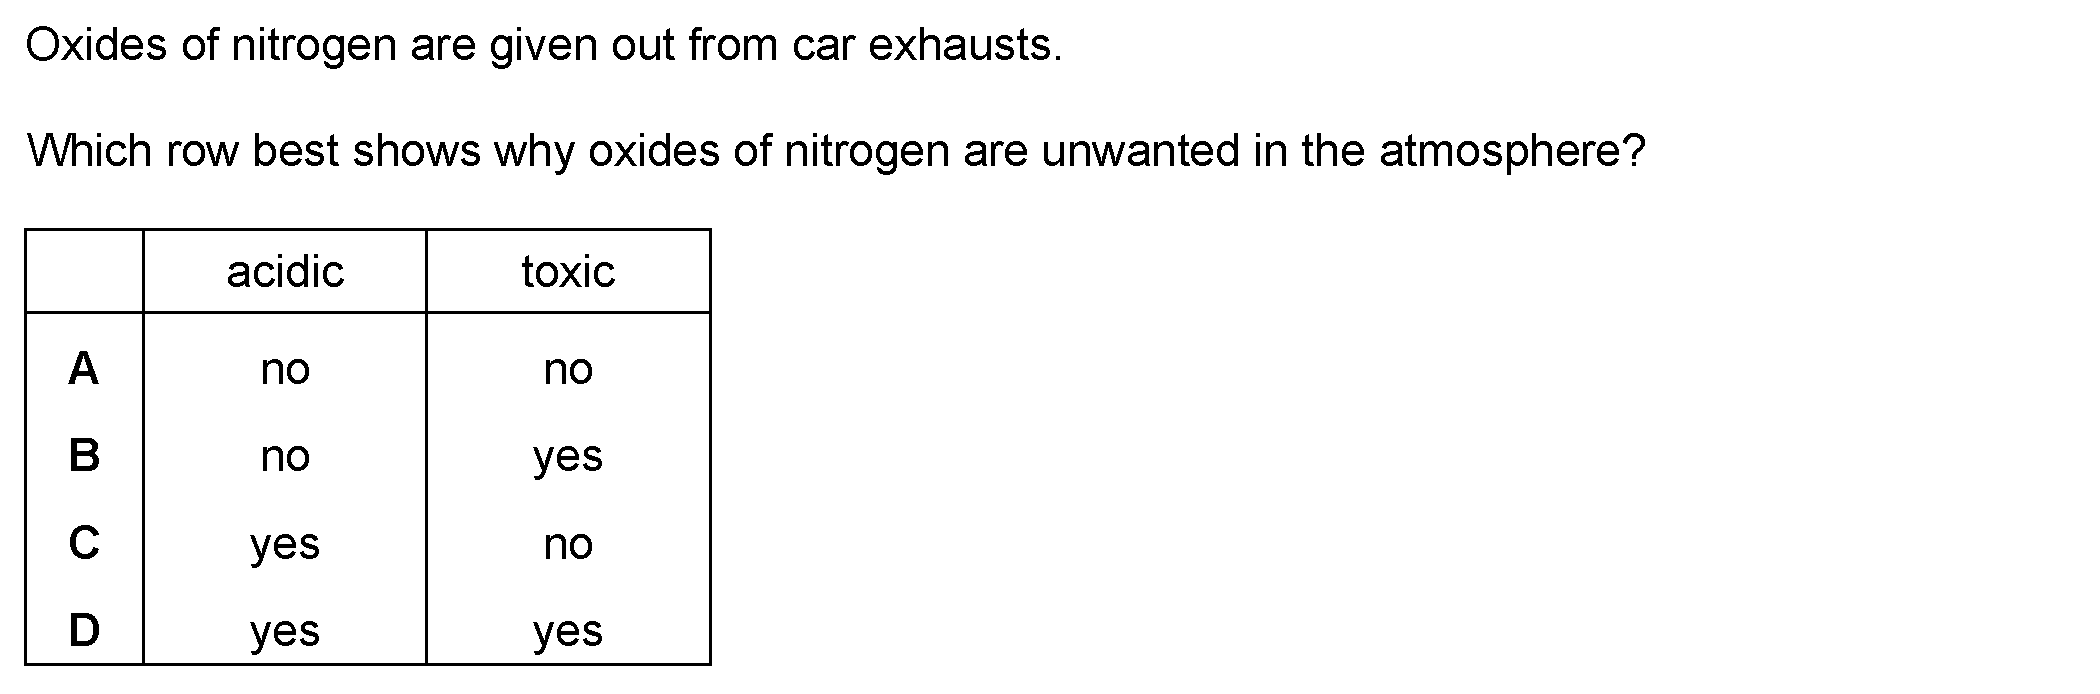 Oxides of nitrogen are given out from car exhausts.
Which row best shows why oxides of nitrogen are unwanted in the atmosphere?
acidic toxic
A no no
B no yes
C yes no
D yes yes